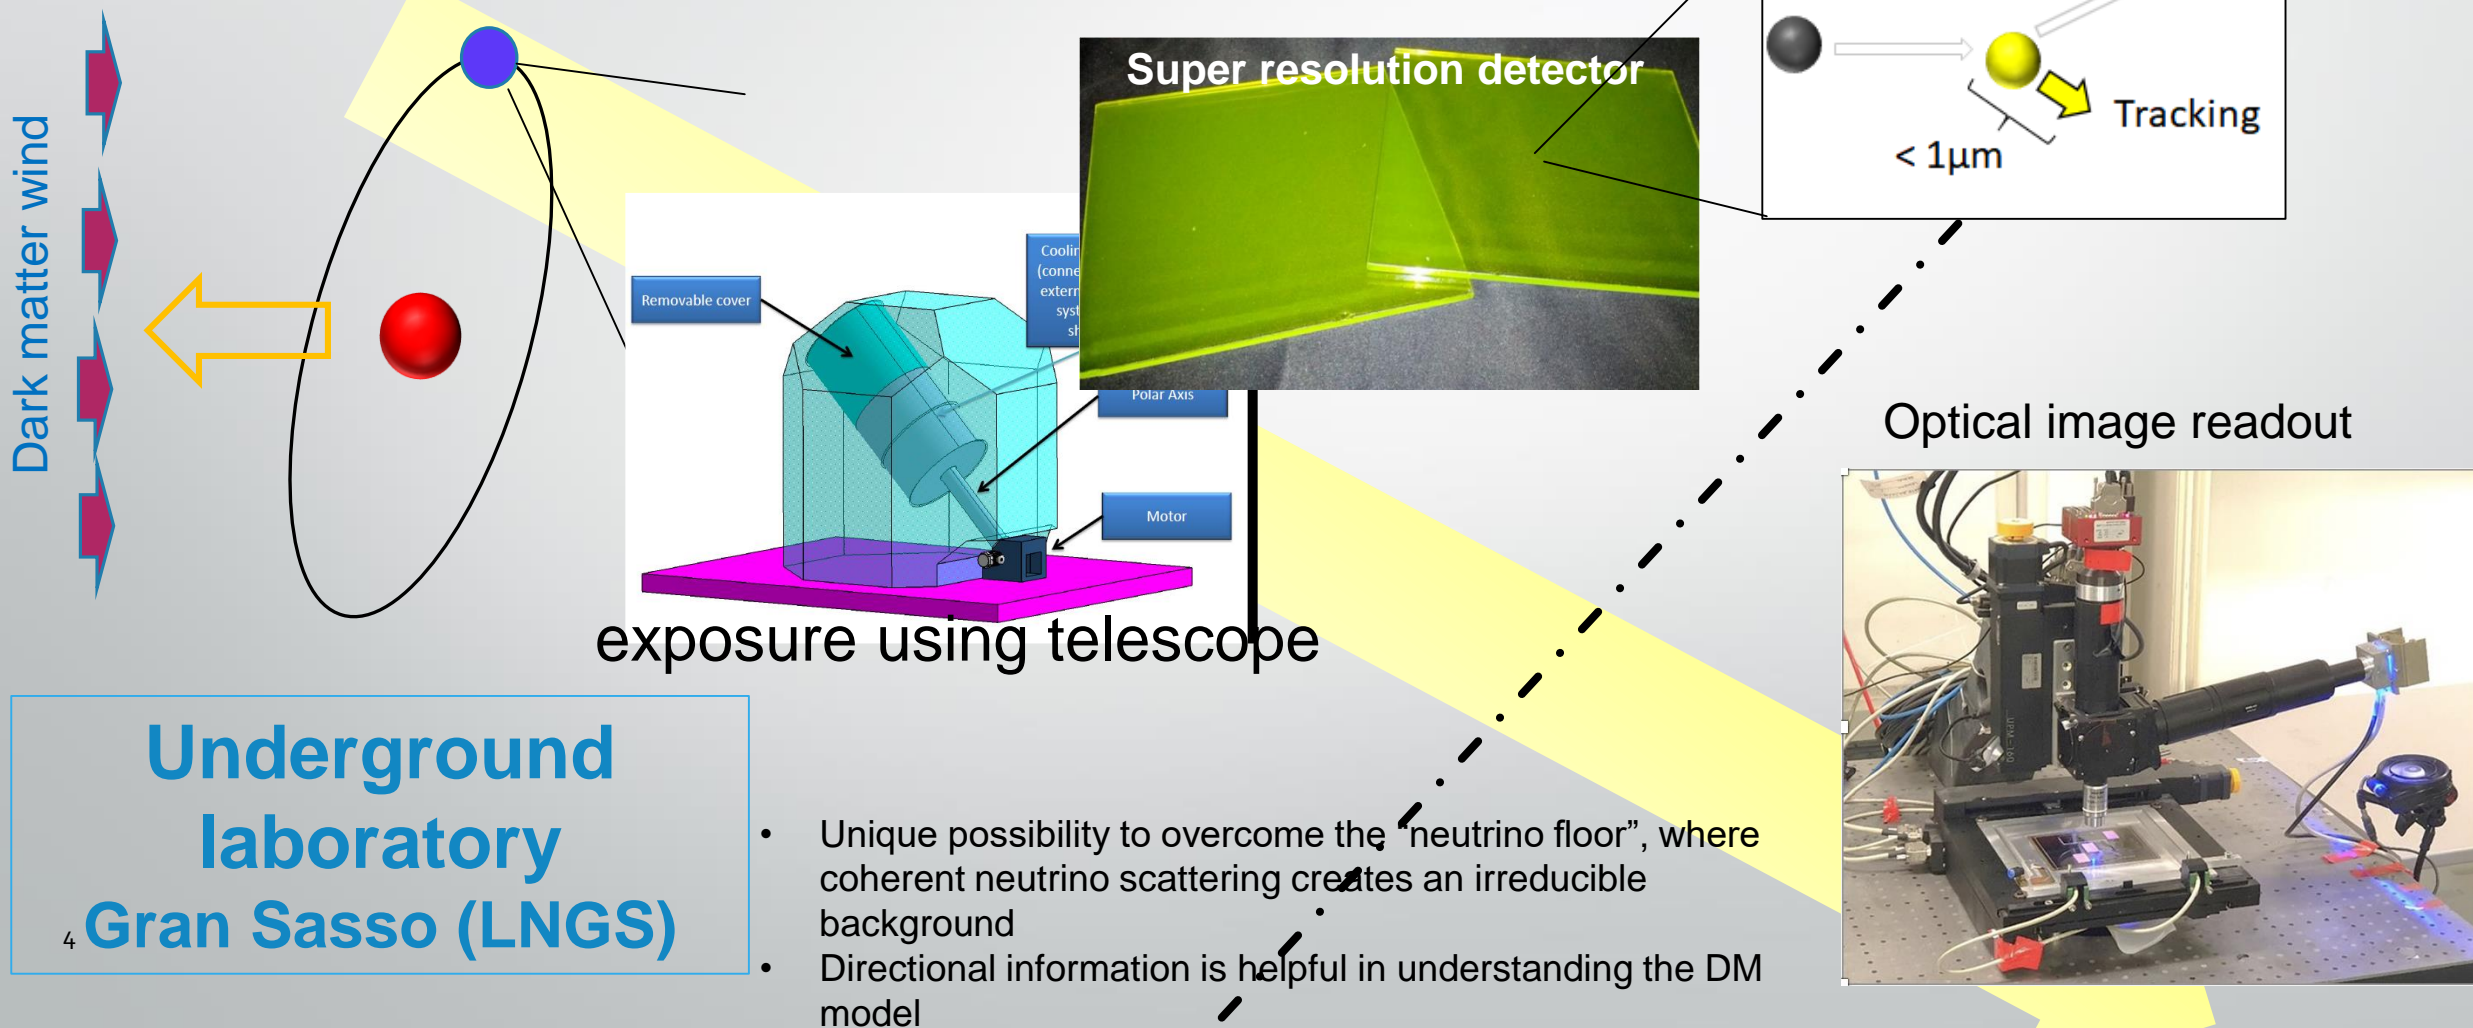 Dark matter wind
Super resolution detector
Tracking
< 1μm
Removable cover
Polar Axis
Motor
exposure using telescope
Optical image readout
Underground
laboratory
Gran Sasso (LNGS)
4
• Unique possibility to overcome the “neutrino floor”, where
coherent neutrino scattering creates an irreducible
background
• Directional information is helpful in understanding the DM
model